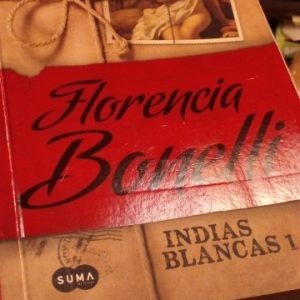 Florencia
Bonelli
INDIAS
BLANCAS 1
SUMA